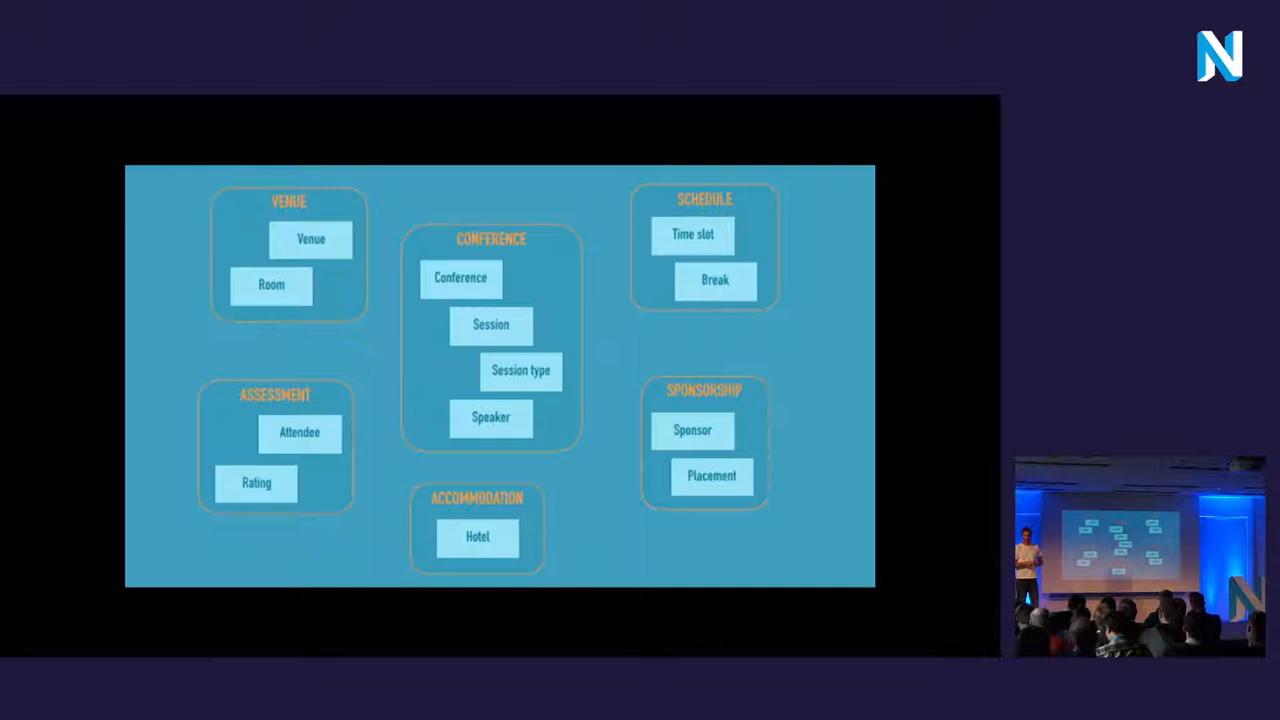 N
VENUE
Venue
Room
CONFERENCE
Conference
Session
Session type
Speaker
SCHEDULE
Time slot
Break
ASSESSMENT
Attendee
Rating
ACCOMMODATION
Hotel
SPONSORSHIP
Sponsor
Placement
N